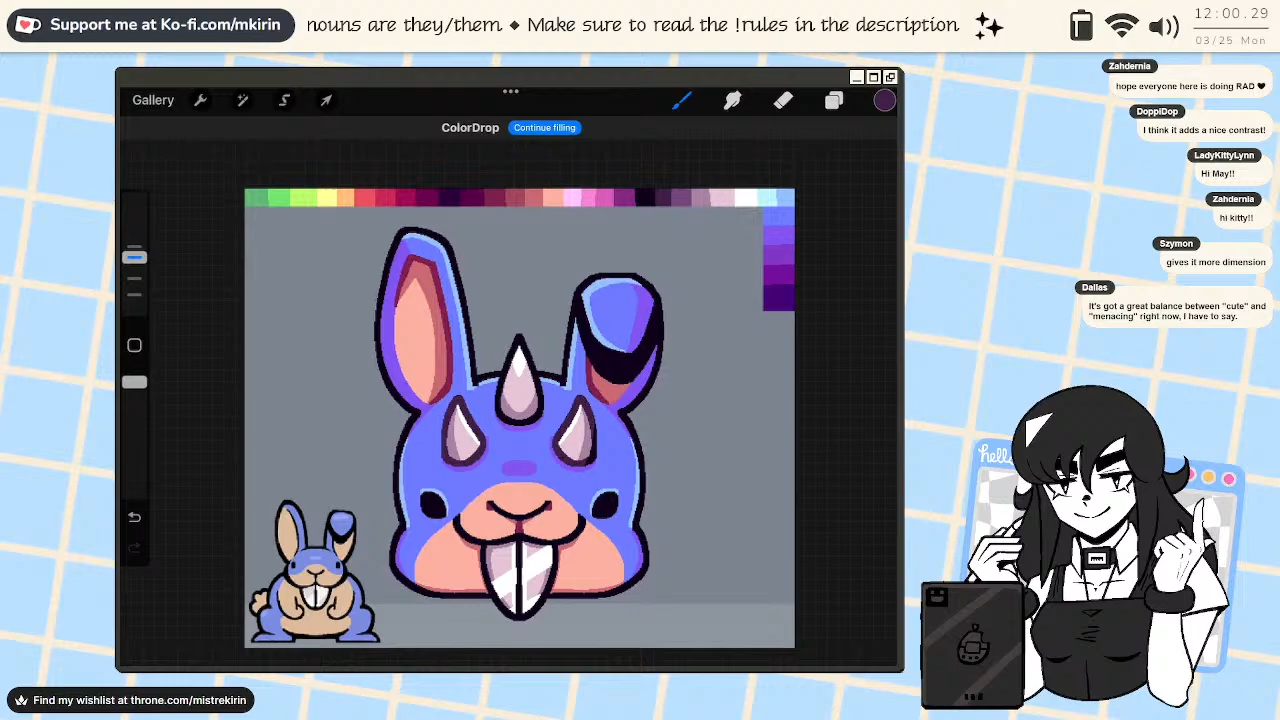 Support me at Ko-fi.com/mkirin
nouns are they/them ◆ Make sure to read the !rules in the description
12:00.29
03/25 Mon
Gallery
ColorDrop
Continue filling
Zahdernia
hope everyone here is doing RAD ♥
DoppiDop
I think it adds a nice contrast!
LadyKittyLynn
Hi May!!
Zahdernia
hi kitty!!
Szymon
gives it more dimension
Dallas
It's got a great balance between "cute" and
"menacing" right now, I have to say.
hello
Find my wishlist at throne.com/mistrekirin